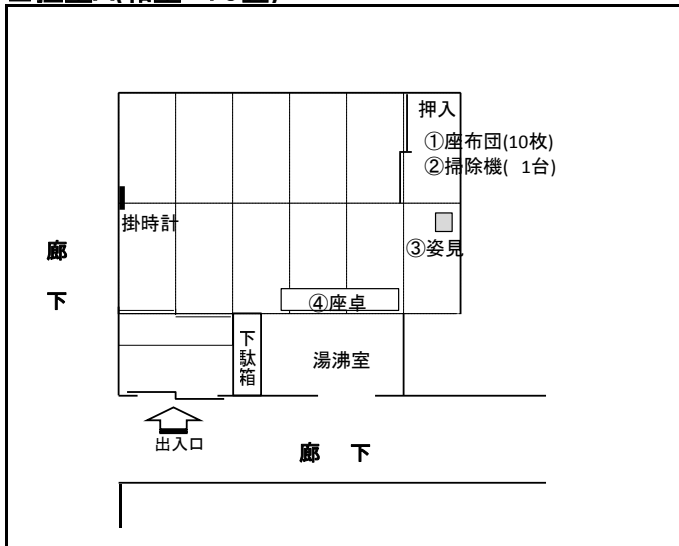 押入
①座布団(10枚)
②掃除機( 1台)
掛時計
③姿見
廊
下
④座卓
下
駄
箱
湯沸室
出入口
廊 下